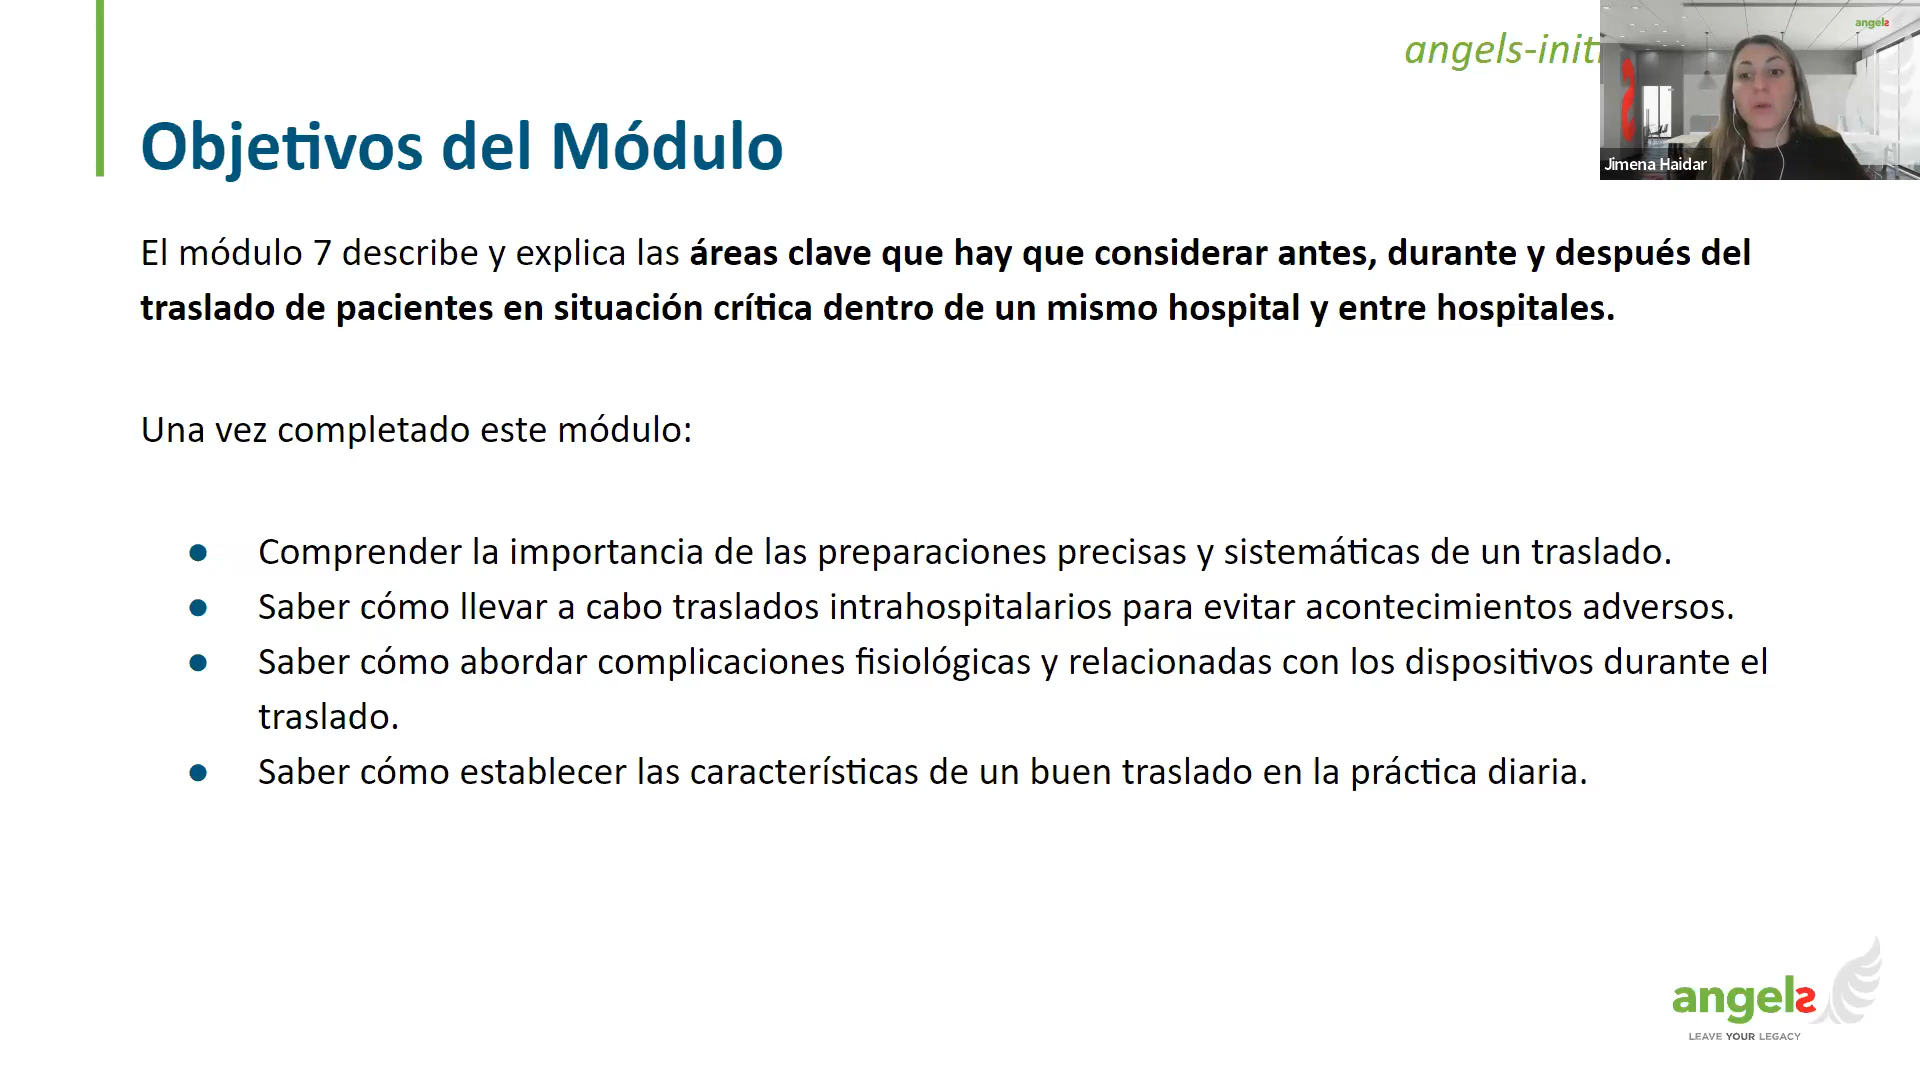 angels-initi
angels
Jimena Haidar
Objetivos del Módulo
El módulo 7 describe y explica las áreas clave que hay que considerar antes, durante y después del
traslado de pacientes en situación crítica dentro de un mismo hospital y entre hospitales.
Una vez completado este módulo:
● Comprender la importancia de las preparaciones precisas y sistemáticas de un traslado.
● Saber cómo llevar a cabo traslados intrahospitalarios para evitar acontecimientos adversos.
● Saber cómo abordar complicaciones fisiológicas y relacionadas con los dispositivos durante el
traslado.
● Saber cómo establecer las características de un buen traslado en la práctica diaria.
angels
LEAVE YOUR LEGACY